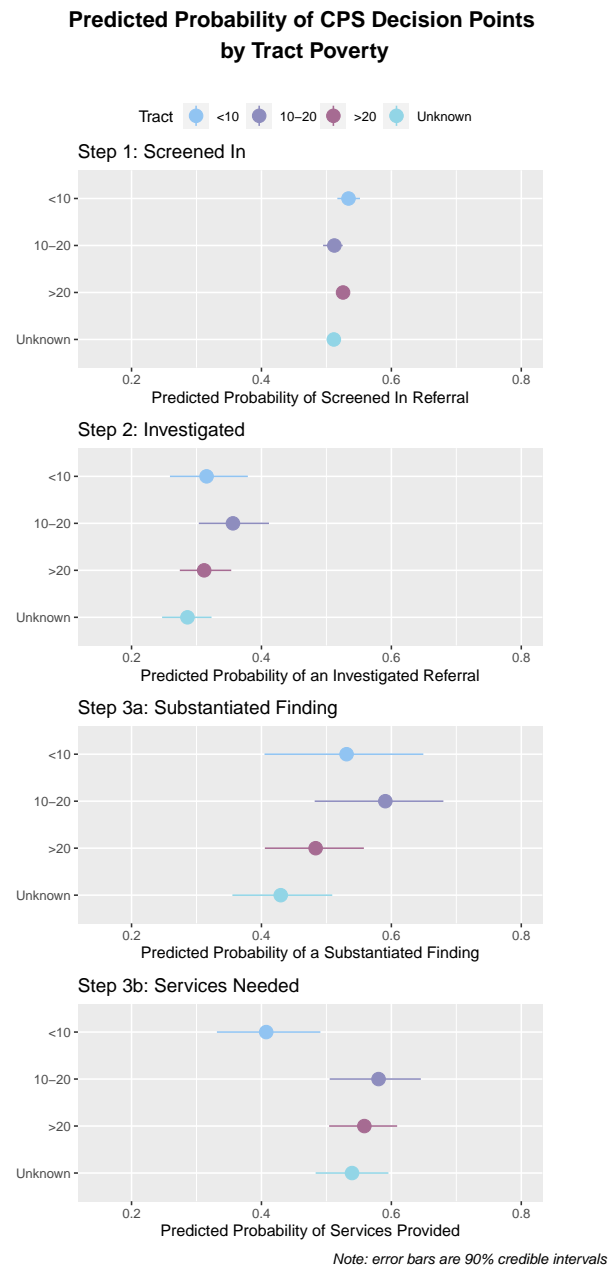 Predicted Probability of CPS Decision Points
by Tract Poverty
Tract <10 10−20 >20 Unknown
Step 1: Screened In
<10
10−20
>20
Unknown
0.2 0.4 0.6 0.8
Predicted Probability of Screened In Referral
Step 2: Investigated
<10
10−20
>20
Unknown
0.2 0.4 0.6 0.8
Predicted Probability of an Investigated Referral
Step 3a: Substantiated Finding
<10
10−20
>20
Unknown
0.2 0.4 0.6 0.8
Predicted Probability of a Substantiated Finding
Step 3b: Services Needed
<10
10−20
>20
Unknown
0.2 0.4 0.6 0.8
Predicted Probability of Services Provided
Note: error bars are 90% credible intervals